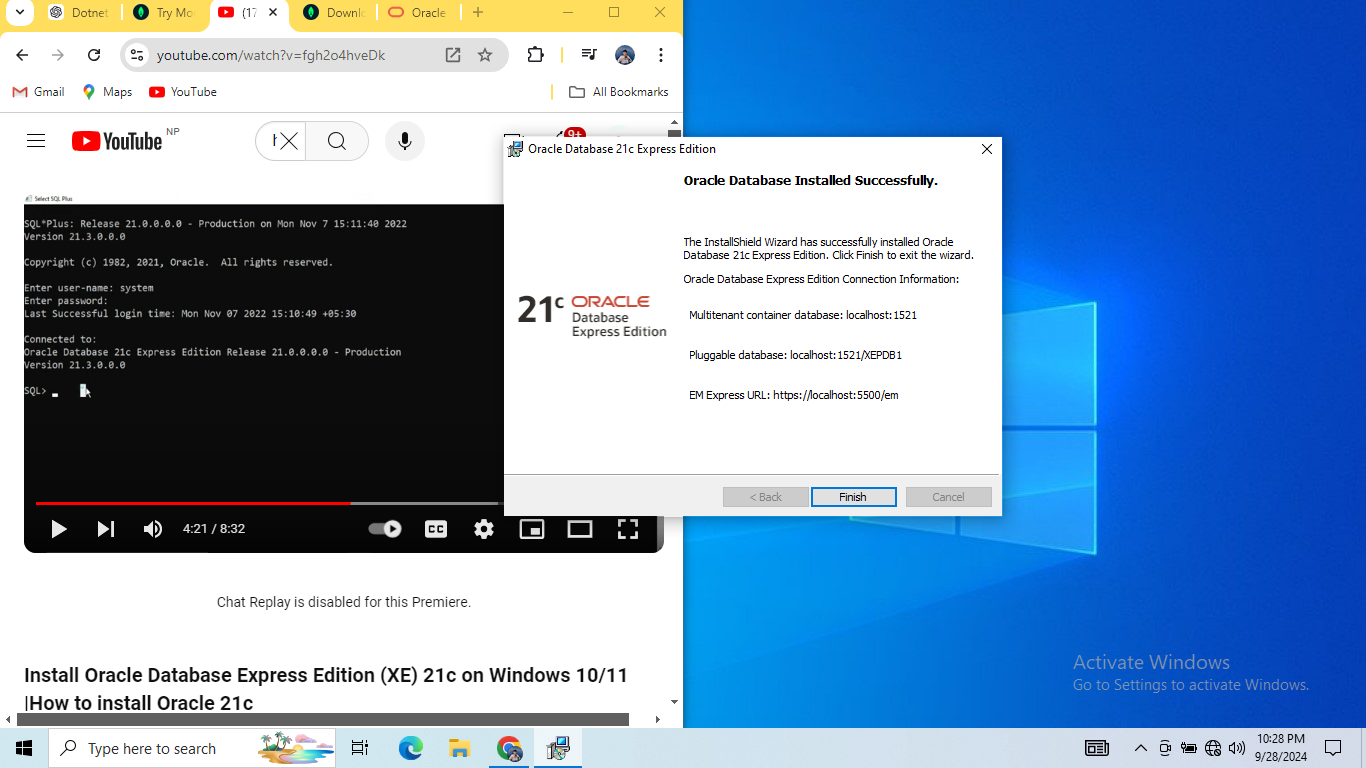 Dotnet
Try Mo
(17
Downl
Oracle
youtube.com/watch?v=fgh2o4hveDk
Gmail
Maps
YouTube
All Bookmarks
YouTube NP
9+
Select SQL Plus
SQL*Plus: Release 21.0.0.0.0 - Production on Mon Nov 7 15:11:40 2022
Version 21.3.0.0.0
Copyright (c) 1982, 2021, Oracle.  All rights reserved.
Enter user-name: system
Enter password:
Last Successful login time: Mon Nov 07 2022 15:10:49 +05:30
Connected to:
Oracle Database 21c Express Edition Release 21.0.0.0.0 - Production
Version 21.3.0.0.0
SQL>
4:21 / 8:32
CC
Chat Replay is disabled for this Premiere.
Install Oracle Database Express Edition (XE) 21c on Windows 10/11
|How to install Oracle 21c
Oracle Database 21c Express Edition
Oracle Database Installed Successfully.
The InstallShield Wizard has successfully installed Oracle
Database 21c Express Edition. Click Finish to exit the wizard.
Oracle Database Express Edition Connection Information:
Multitenant container database: localhost:1521
Pluggable database: localhost:1521/XEPDB1
EM Express URL: https://localhost:5500/em
21c ORACLE
Database
Express Edition
< Back
Finish
Cancel
Activate Windows
Go to Settings to activate Windows.
Type here to search
10:28 PM
9/28/2024